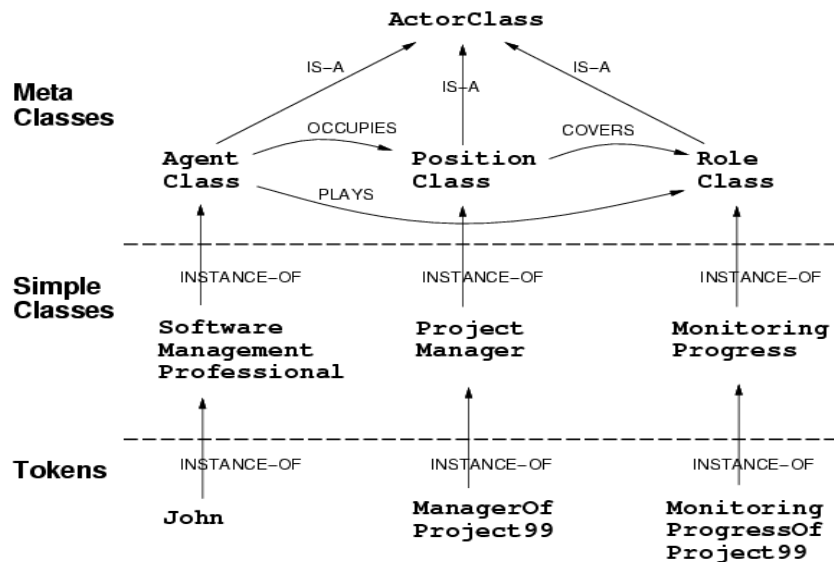 ActorClass
IS-A
IS-A
IS-A
Meta
Classes
OCCUPIES
COVERS
Agent
Class
Position
Class
Role
Class
PLAYS
Simple
Classes
INSTANCE-OF
INSTANCE-OF
INSTANCE-OF
Software
Management
Professional
Project
Manager
Monitoring
Progress
Tokens
INSTANCE-OF
INSTANCE-OF
INSTANCE-OF
John
ManagerOf
Project99
Monitoring
ProgressOf
Project99